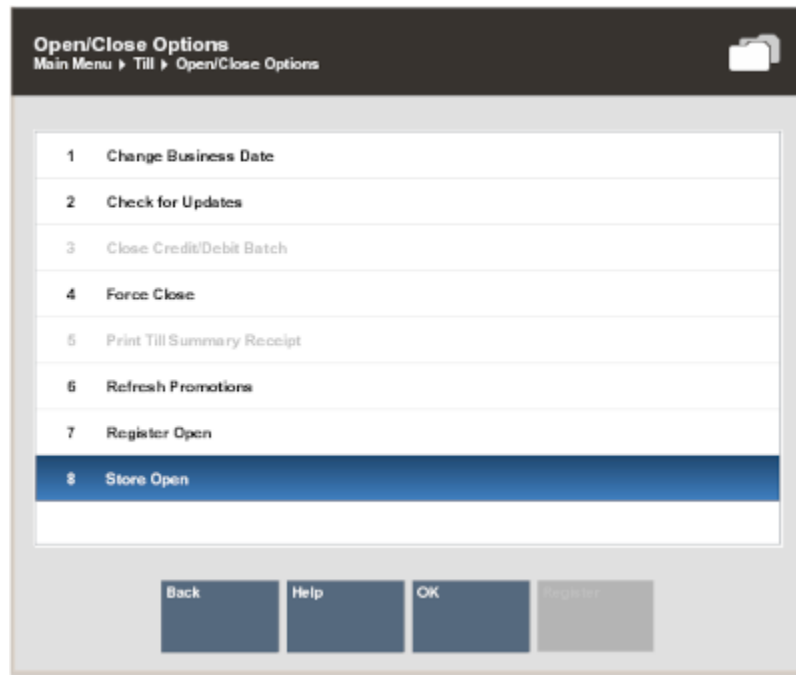 Open/Close Options
Main Menu ▸ Till ▸ Open/Close Options
1 Change Business Date
2 Check for Updates
3 Close Credit/Debit Batch
4 Force Close
5 Print Till Summary Receipt
6 Refresh Promotions
7 Register Open
8 Store Open
Back Help OK Register